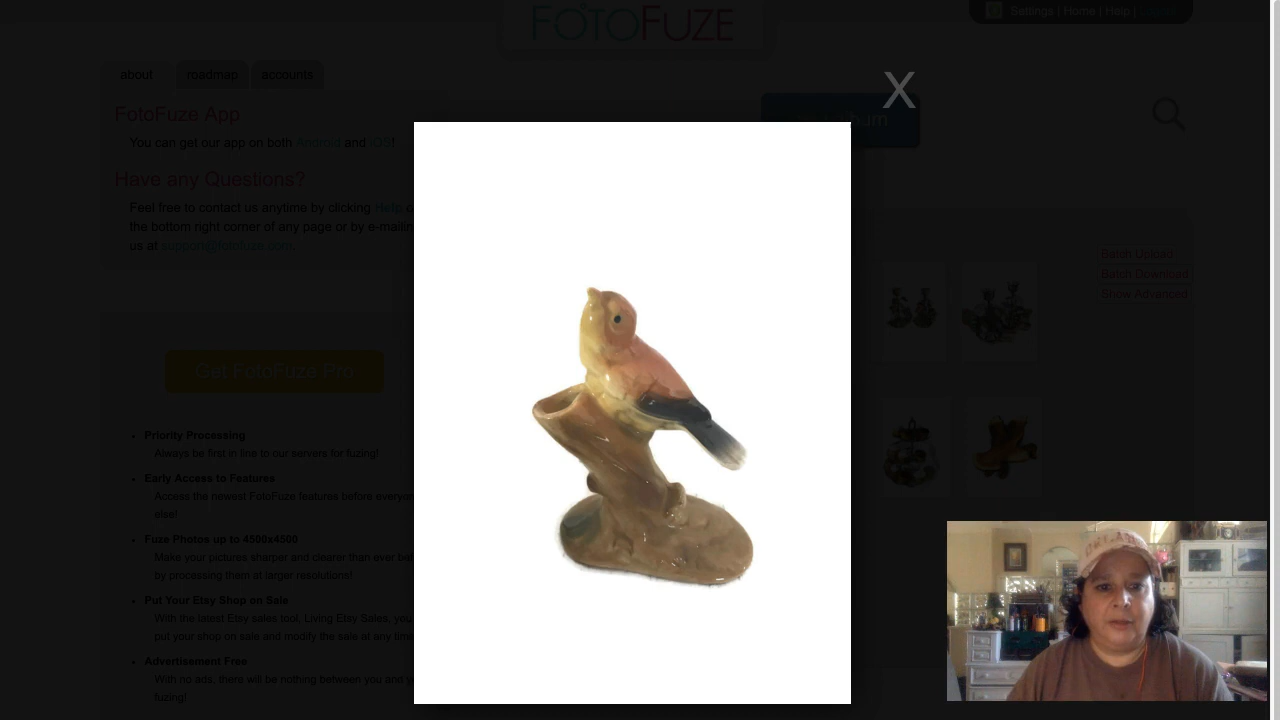 FOTOFUZE
Settings | Home | Help |
about
roadmap
accounts
FotoFuze App
You can get our app on both Android and iOS!
Have any Questions?
Feel free to contact us anytime by clicking Help
the bottom right corner of any page or by e-mailin
us at support@fotofuze.com.
X
Batch Upload
Batch Download
Show Advanced
Get FotoFuze Pro
Priority Processing
Always be first in line to our servers for fuzing!
Early Access to Features
Access the newest FotoFuze features before everyon
else!
Fuze Photos up to 4500x4500
Make your pictures sharper and clearer than ever be
by processing them at larger resolutions!
Put Your Etsy Shop on Sale
With the latest Etsy sales tool, Living Etsy Sales, you
put your shop on sale and modify the sale at any tim
Advertisement Free
With no ads, there will be nothing between you and
fuzing!